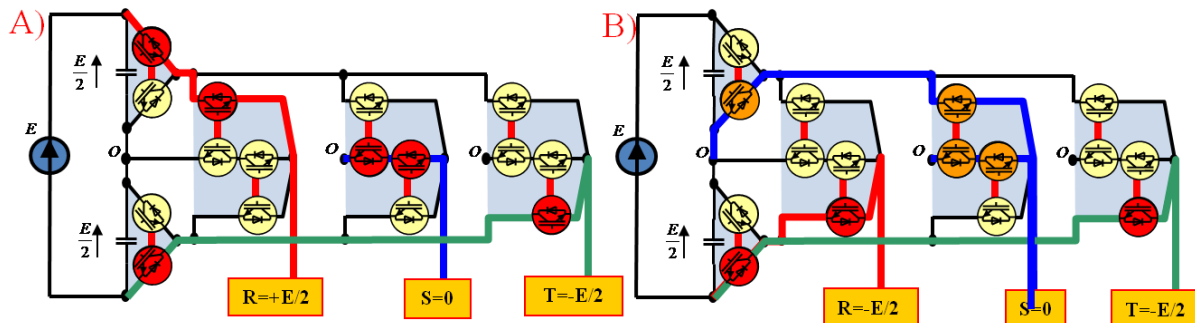 A)
E
E/2
E/2
O
O
O
R=+E/2
S=0
T=-E/2
B)
E
E/2
E/2
O
O
O
R=-E/2
S=0
T=-E/2